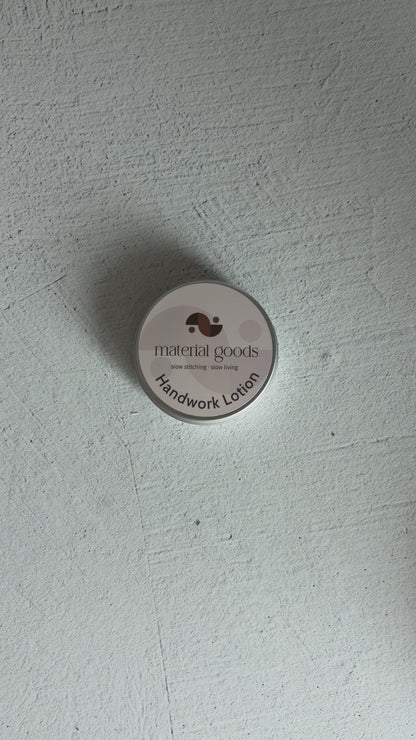 material goods
slow stitching · slow living
Handwork Lotion